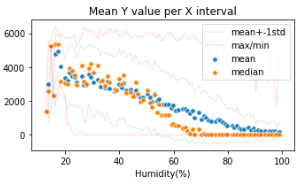 Mean Y value per X interval
mean+-1std
max/min
mean
median
6000
4000
2000
0
20
40
60
80
100
Humidity(%)